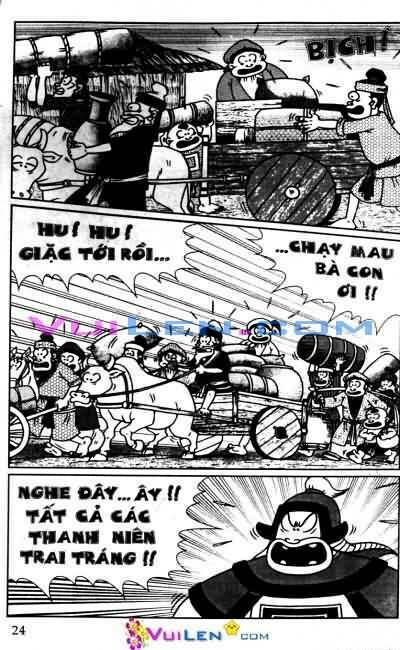 BỊCH!
HU! HU!
GIẶC TỚI RỒI...
...CHẠY MAU
BÀ CON
ƠI!!
VUILEN.COM
NGHE ĐÂY...ÂY!!
TẤT CẢ CÁC
THANH NIÊN
TRAI TRÁNG!!
24
VUILEN.COM